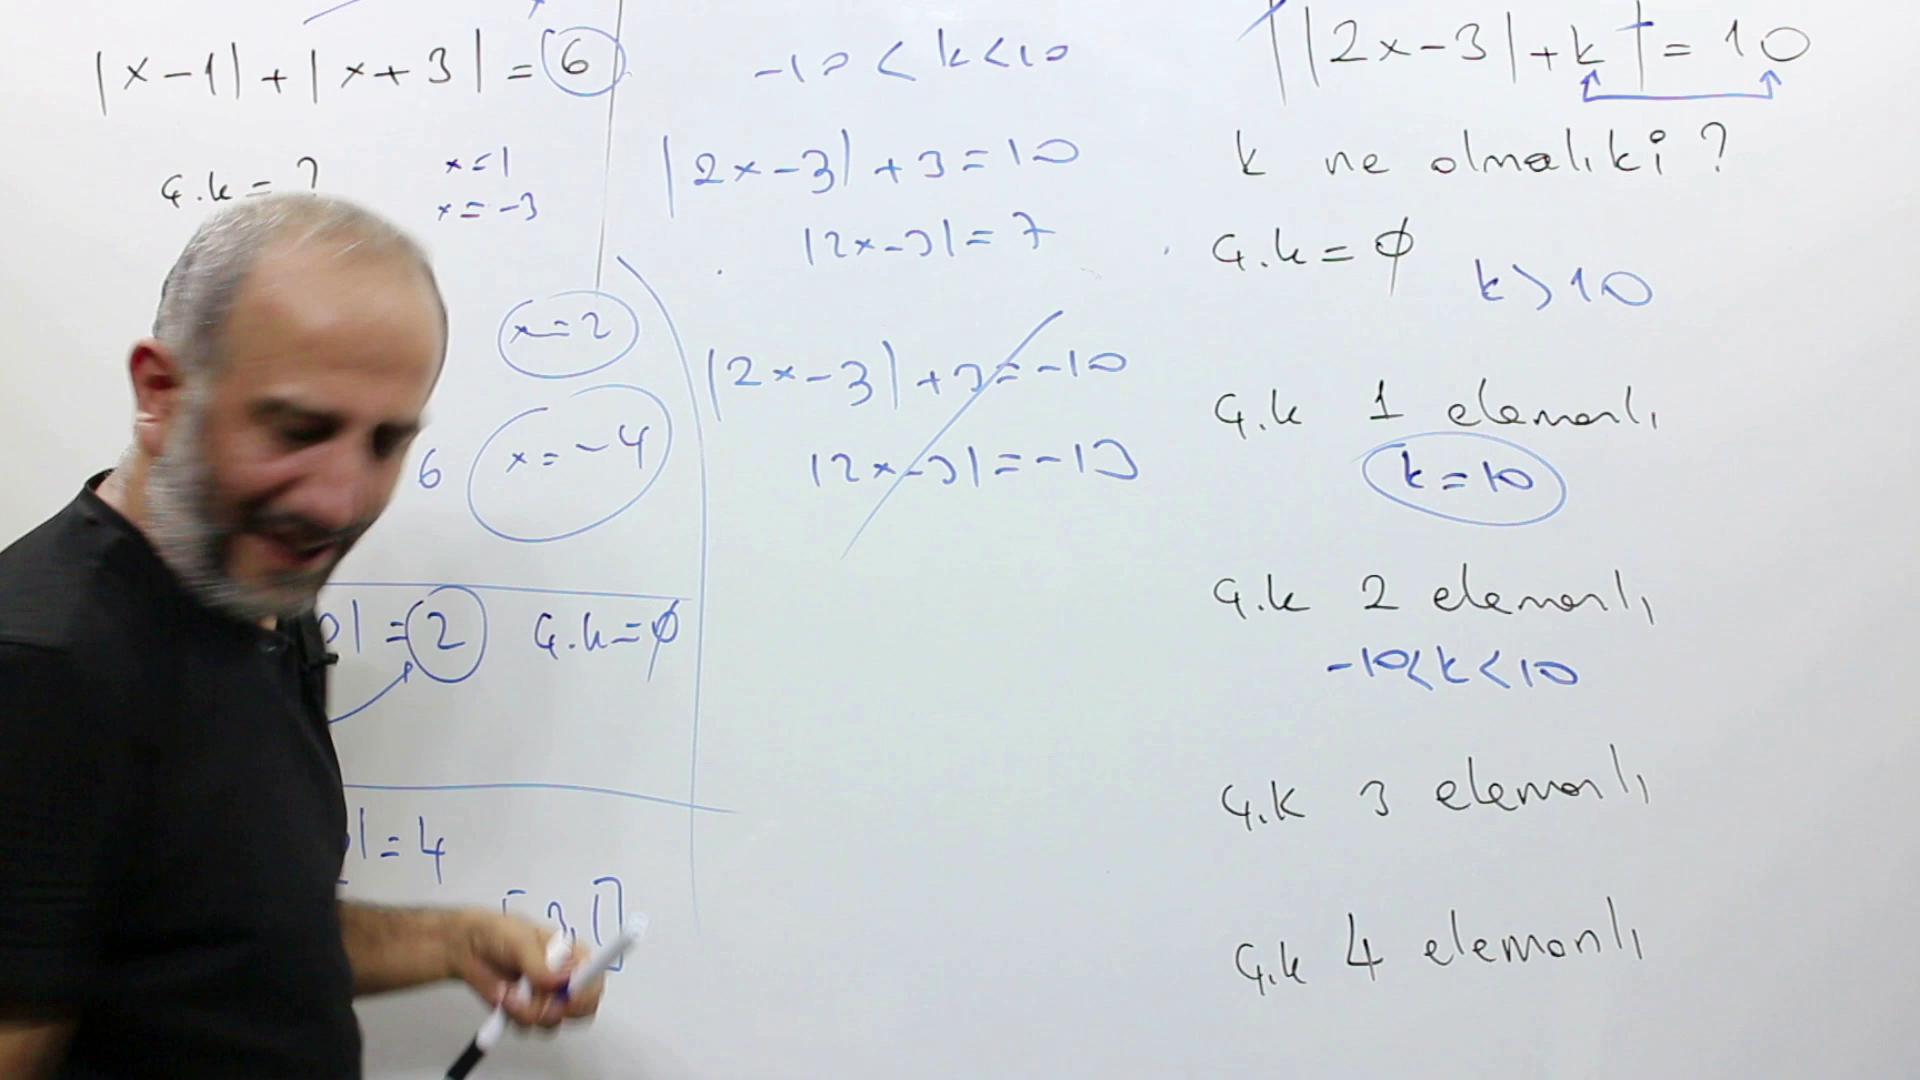 |x-1|+|x+3|=6
Ç.k=?
x=1
x=-3
x=2
6
x=-4
|=2 Ç.k=∅
|=4
-10<k<10
|2x-3|+3=10
|2x-3|=7
|2x-3|+3=-10
|2x-3|=-13
||2x-3|+k|=10
k ne olmalıki?
Ç.k=∅
k>10
Ç.k 1 elemanlı
k=10
Ç.k 2 elemanlı
-10<k<10
Ç.k 3 elemanlı
Ç.k 4 elemanlı